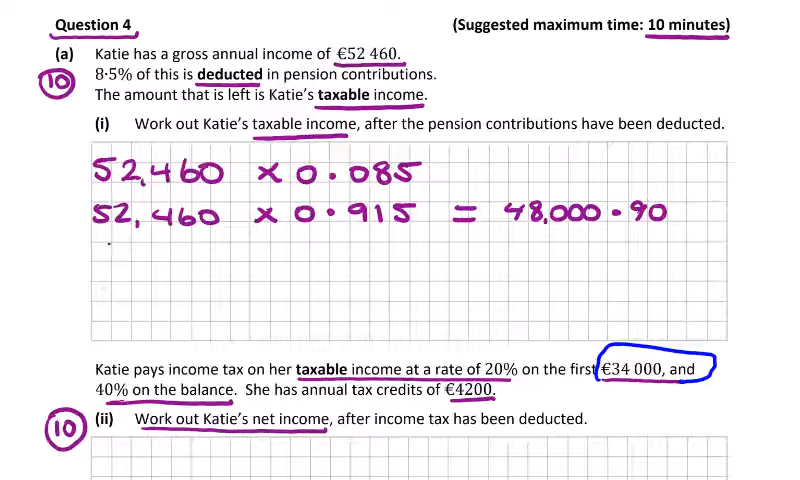 Question 4 (Suggested maximum time: 10 minutes)
(a) Katie has a gross annual income of €52 460.
10 8·5% of this is deducted in pension contributions.
The amount that is left is Katie's taxable income.
(i) Work out Katie's taxable income, after the pension contributions have been deducted.
52,460 × 0.085
52,460 × 0.915 = 48,000.90
Katie pays income tax on her taxable income at a rate of 20% on the first €34 000, and
40% on the balance. She has annual tax credits of €4200.
10 (ii) Work out Katie's net income, after income tax has been deducted.